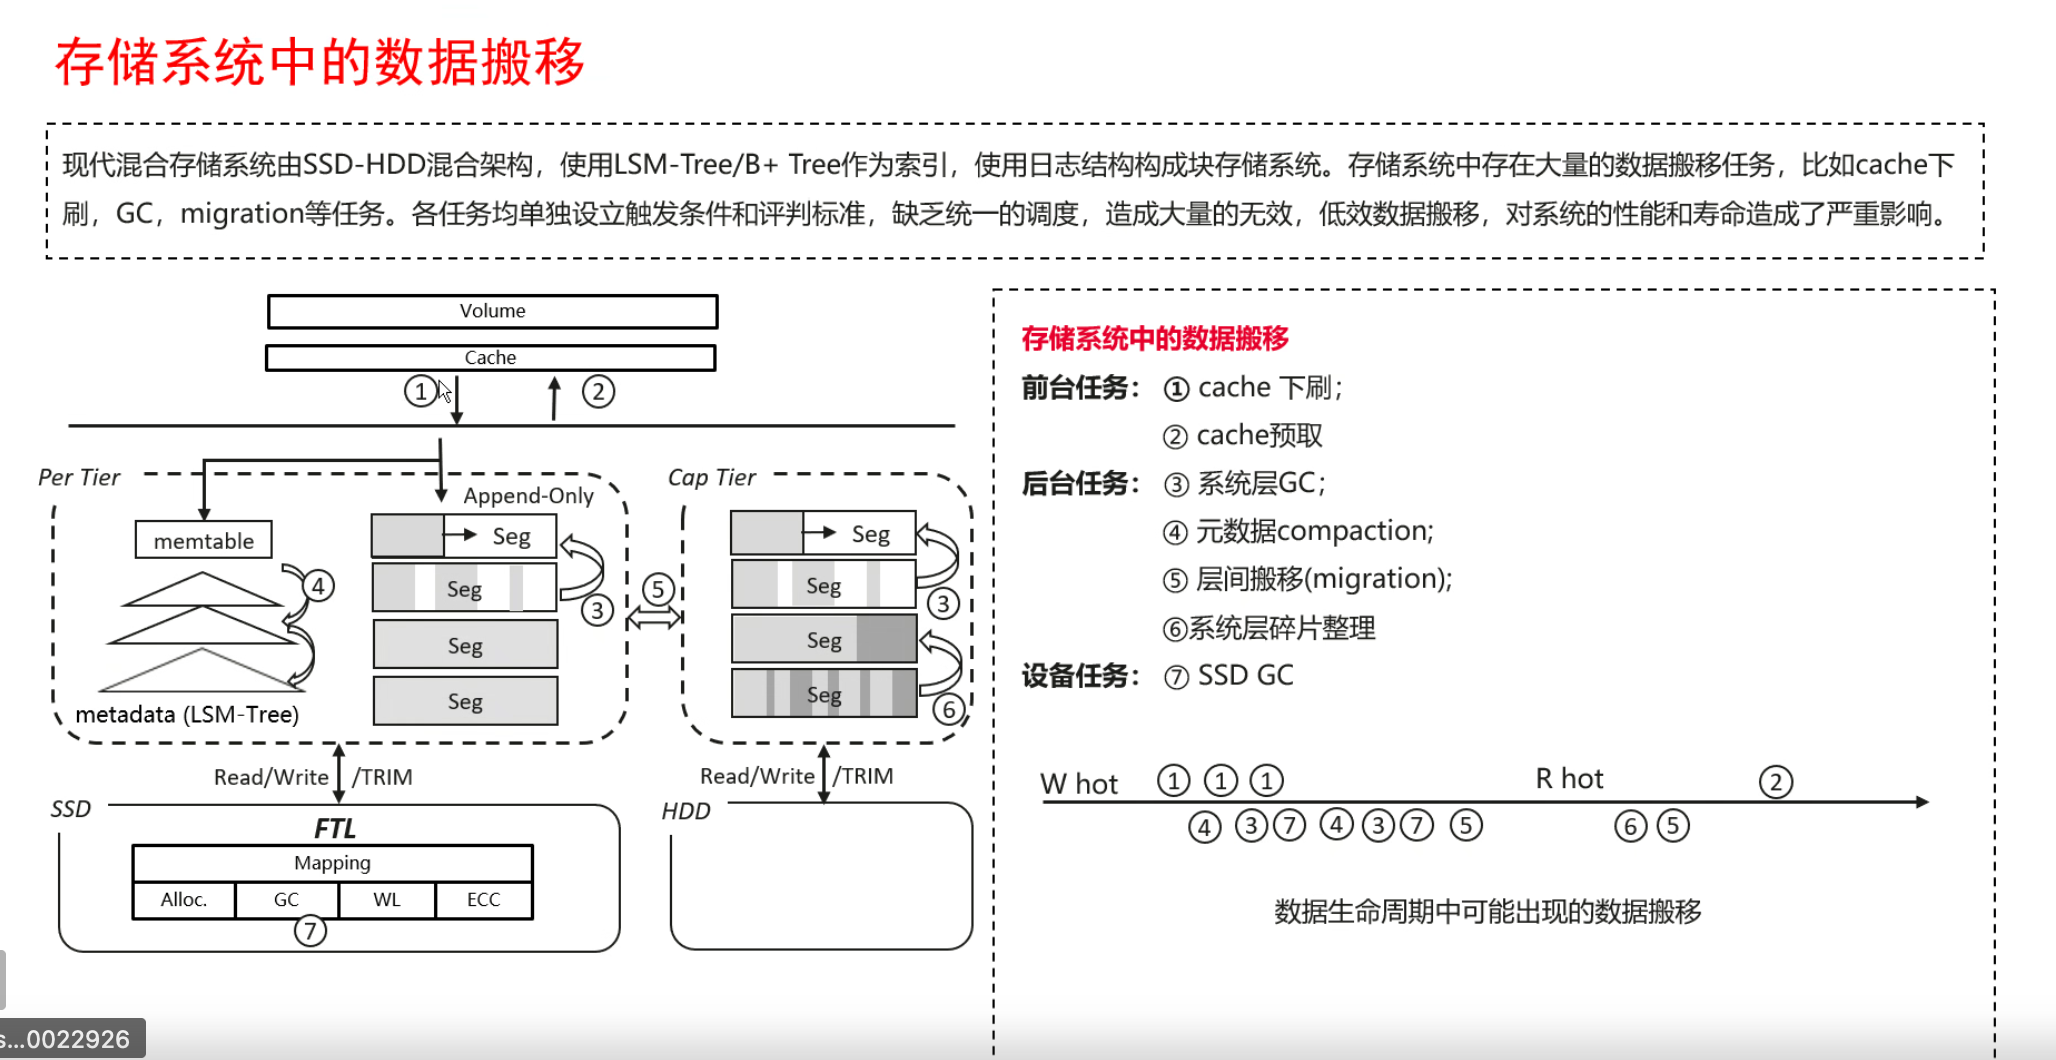 存储系统中的数据搬移
现代混合存储系统由SSD-HDD混合架构，使用LSM-Tree/B+ Tree作为索引，使用日志结构构成块存储系统。存储系统中存在大量的数据搬移任务，比如cache下
刷，GC，migration等任务。各任务均单独设立触发条件和评判标准，缺乏统一的调度，造成大量的无效，低效数据搬移，对系统的性能和寿命造成了严重影响。
Volume
Cache
① ②
Per Tier
Append-Only
memtable
Seg
Seg
Seg
Seg
④
③
metadata (LSM-Tree)
⑤
Cap Tier
Seg
Seg
Seg
Seg
③
⑥
Read/Write /TRIM
Read/Write /TRIM
SSD
FTL
Mapping
Alloc. GC WL ECC
⑦
HDD
存储系统中的数据搬移
前台任务： ① cache 下刷；
② cache预取
后台任务： ③ 系统层GC；
④ 元数据compaction;
⑤ 层间搬移(migration);
⑥系统层碎片整理
设备任务： ⑦ SSD GC
W hot ① ① ① R hot ②
④ ③ ⑦ ④ ③ ⑦ ⑤ ⑥ ⑤
数据生命周期中可能出现的数据搬移
s...0022926